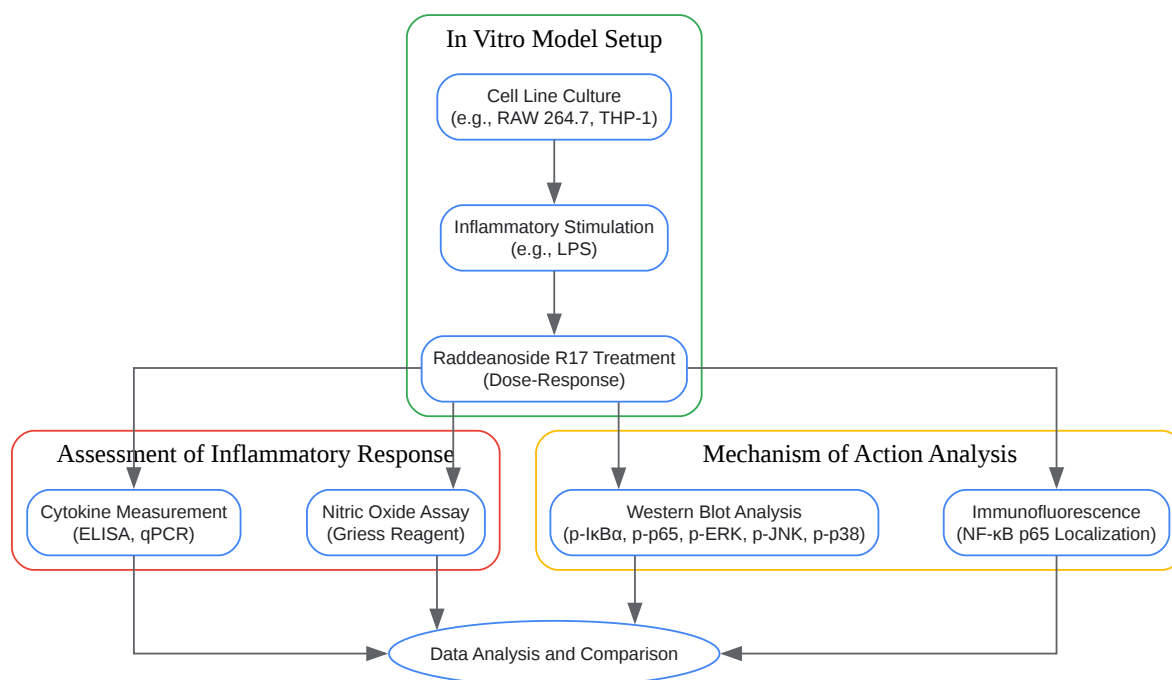 In Vitro Model Setup
Cell Line Culture
(e.g., RAW 264.7, THP-1)
Inflammatory Stimulation
(e.g., LPS)
Raddeanoside R17 Treatment
(Dose-Response)
Assessment of Inflammatory Response
Mechanism of Action Analysis
Cytokine Measurement
(ELISA, qPCR)
Nitric Oxide Assay
(Griess Reagent)
Western Blot Analysis
(p-IκBα, p-p65, p-ERK, p-JNK, p-p38)
Immunofluorescence
(NF-κB p65 Localization)
Data Analysis and Comparison